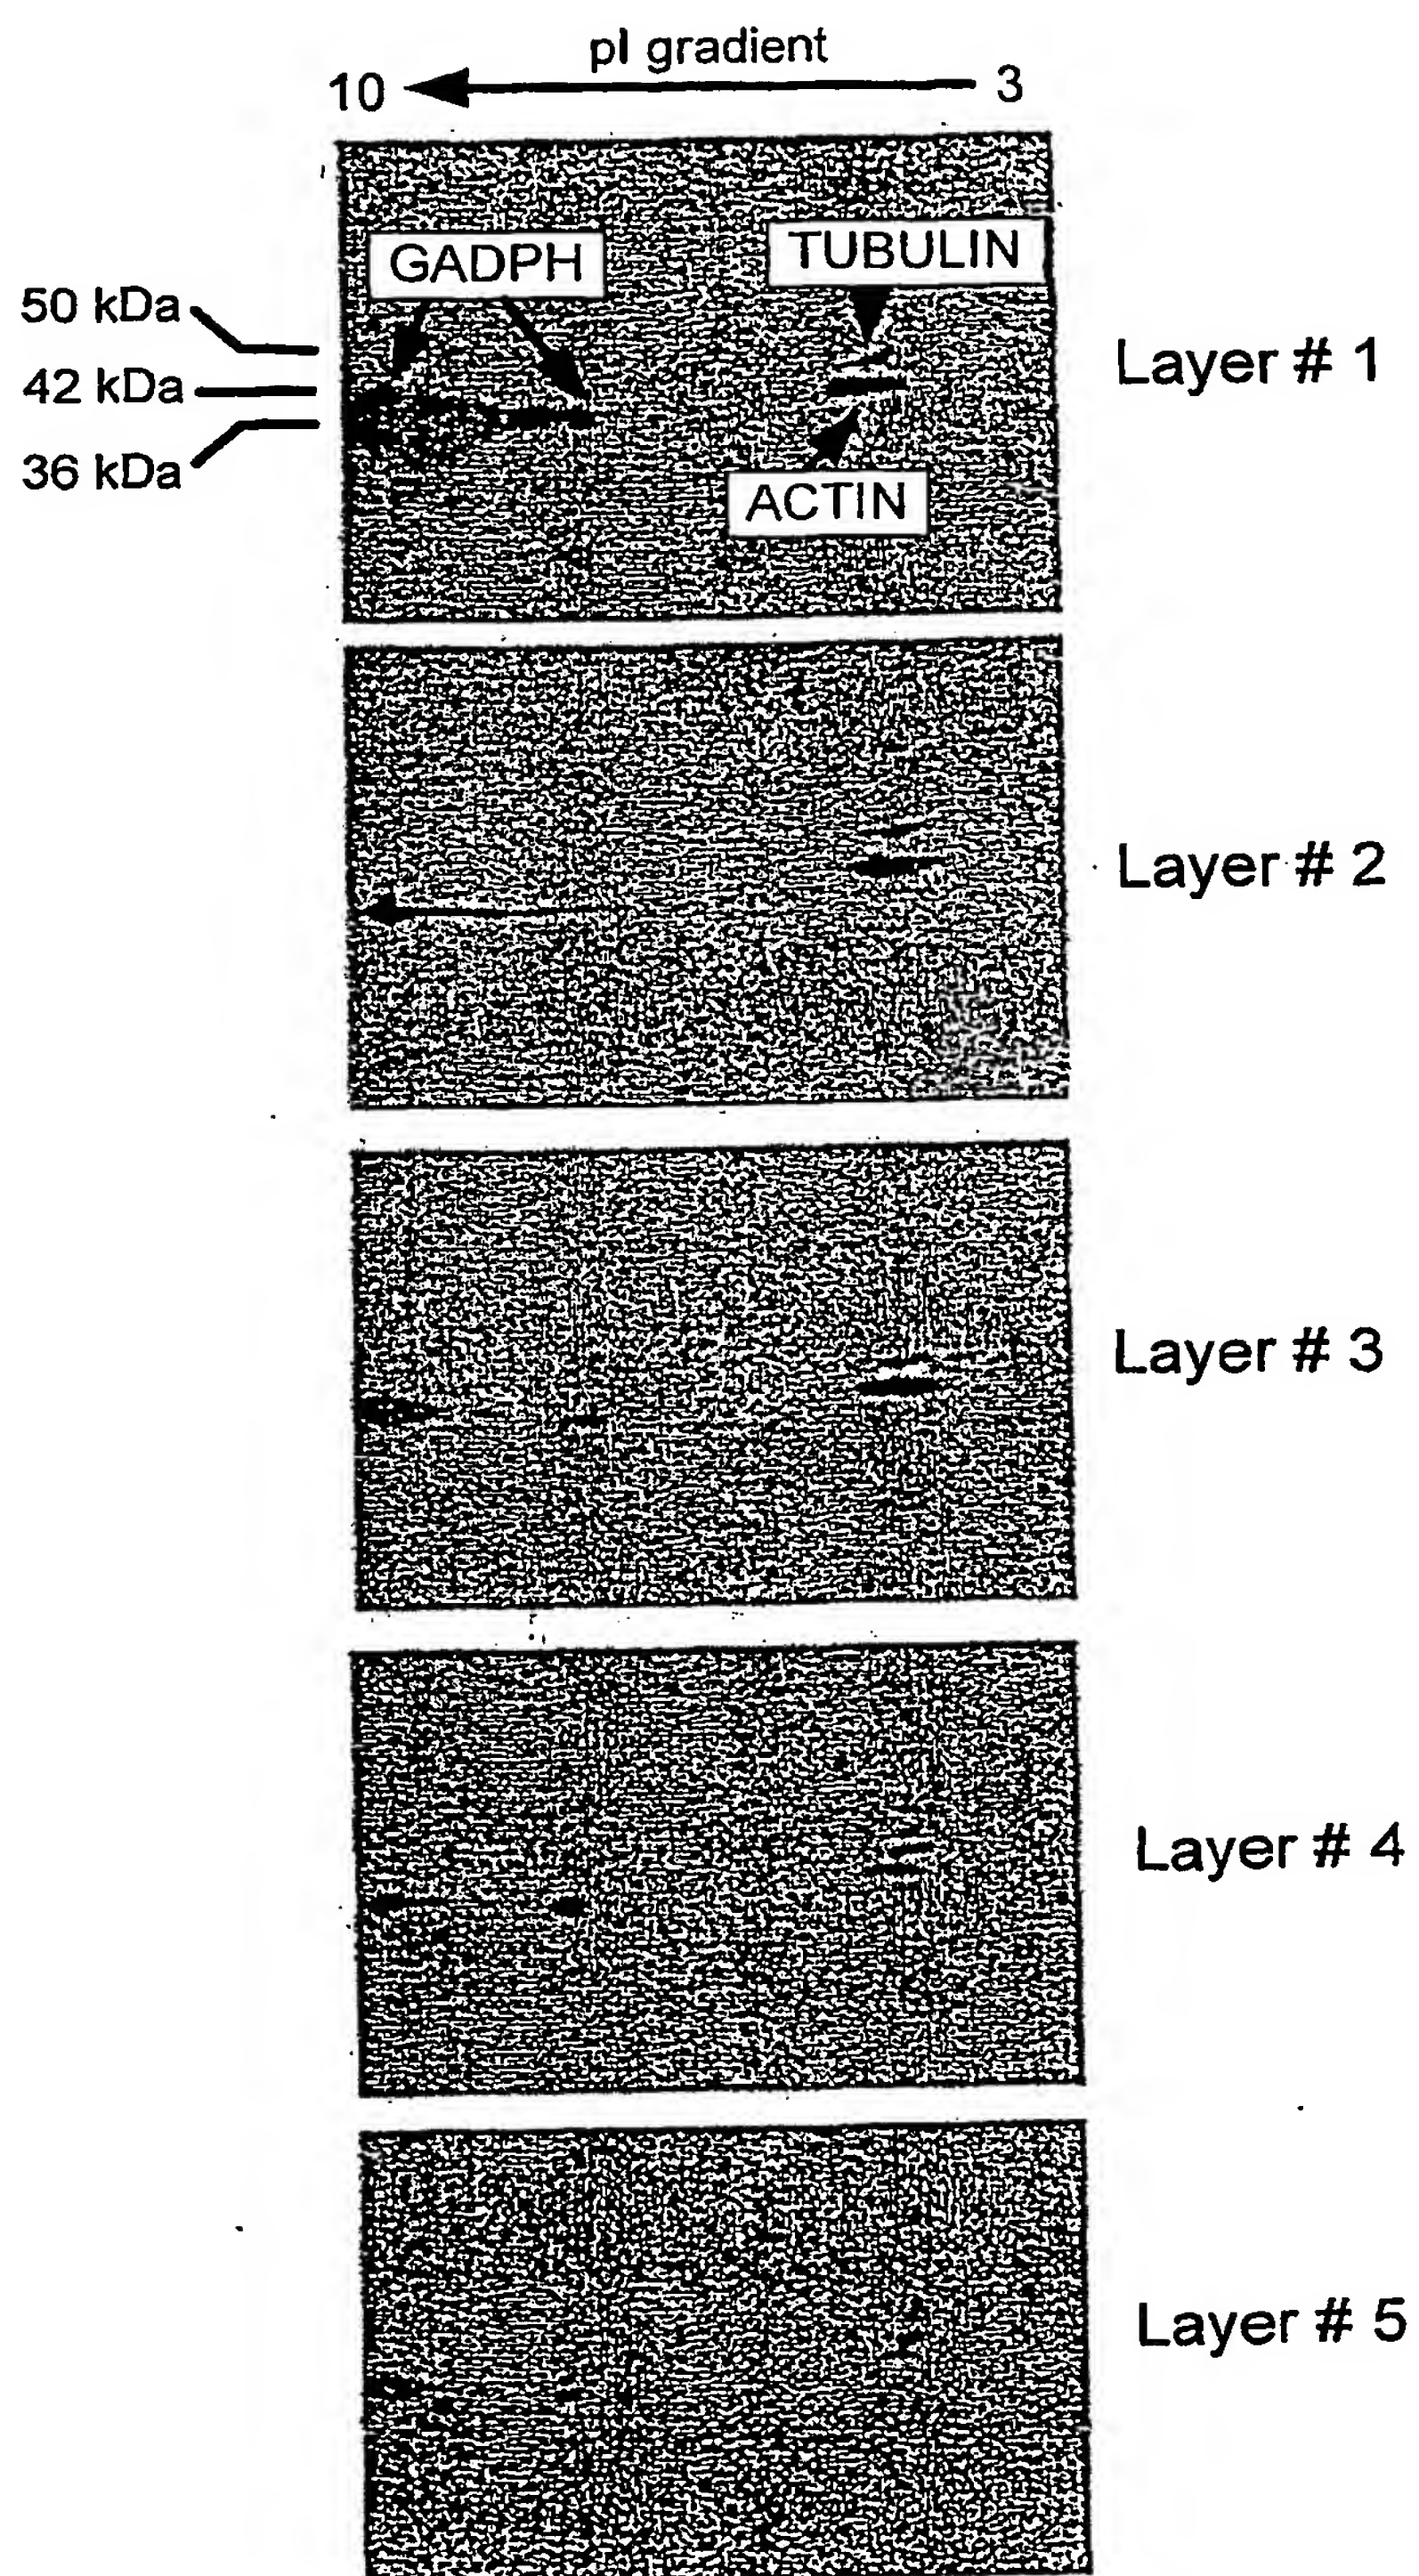 pI gradient
10
3
GADPH
TUBULIN
50 kDa
42 kDa
36 kDa
Layer # 1
ACTIN
Layer # 2
Layer # 3
Layer # 4
Layer # 5